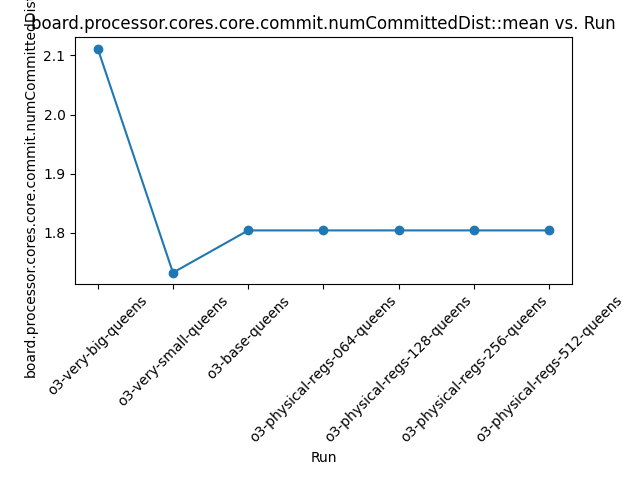 board.processor.cores.core.commit.numCommittedDist::mean vs. Run
board.processor.cores.core.commit.numCommittedDis
2.1
2.0
1.9
1.8
o3-very-big-queens
o3-very-small-queens
o3-base-queens
o3-physical-regs-064-queens
o3-physical-regs-128-queens
o3-physical-regs-256-queens
o3-physical-regs-512-queens
Run